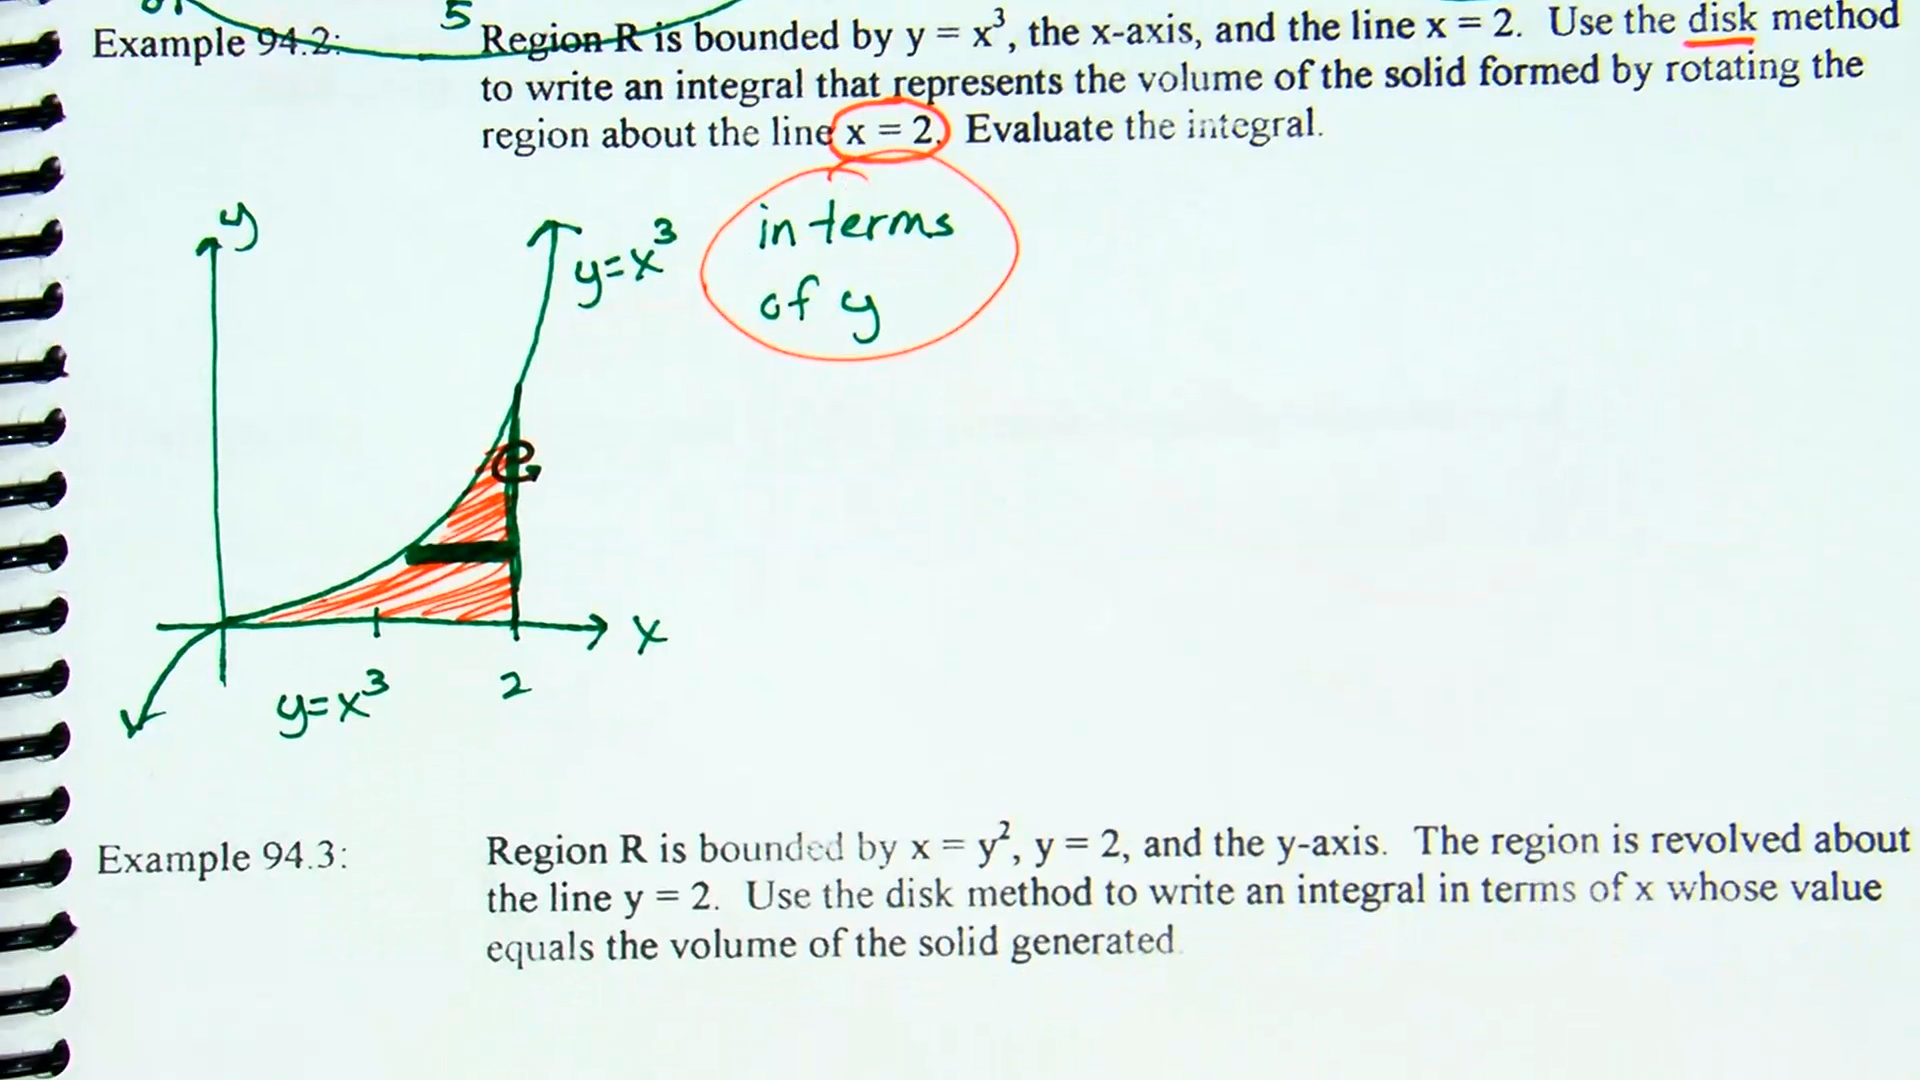 5
Example 94.2:
Region R is bounded by y = x³, the x-axis, and the line x = 2. Use the disk method
to write an integral that represents the volume of the solid formed by rotating the
region about the line x = 2. Evaluate the integral.
y
y=x³
in terms
of y
x
y=x³
2
Example 94.3:
Region R is bounded by x = y², y = 2, and the y-axis. The region is revolved about
the line y = 2. Use the disk method to write an integral in terms of x whose value
equals the volume of the solid generated.